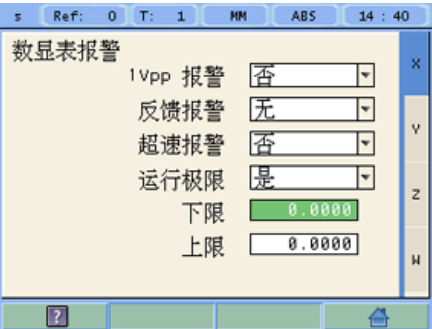 s Ref: 0 T: 1 MM ABS 14 : 40
数显表报警
1Vpp 报警 否
反馈报警 无
超速报警 否
运行极限 是
下限 0.0000
上限 0.0000
X
Y
Z
W
?